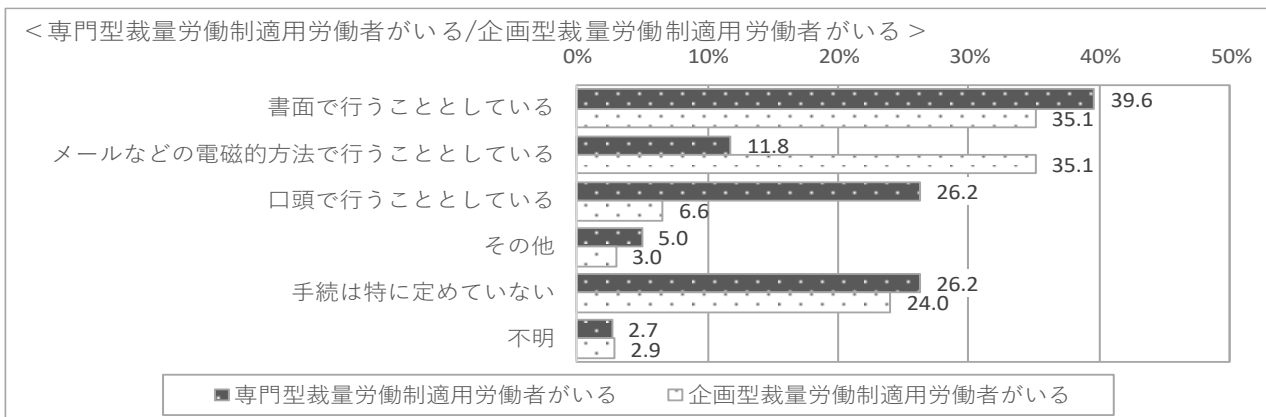 ＜専門型裁量労働制適用労働者がいる/企画型裁量労働制適用労働者がいる＞
0% 10% 20% 30% 40% 50%
書面で行うこととしている 39.6
35.1
メールなどの電磁的方法で行うこととしている 11.8
35.1
口頭で行うこととしている 26.2
6.6
その他 5.0
3.0
手続は特に定めていない 26.2
24.0
不明 2.7
2.9
専門型裁量労働制適用労働者がいる 企画型裁量労働制適用労働者がいる